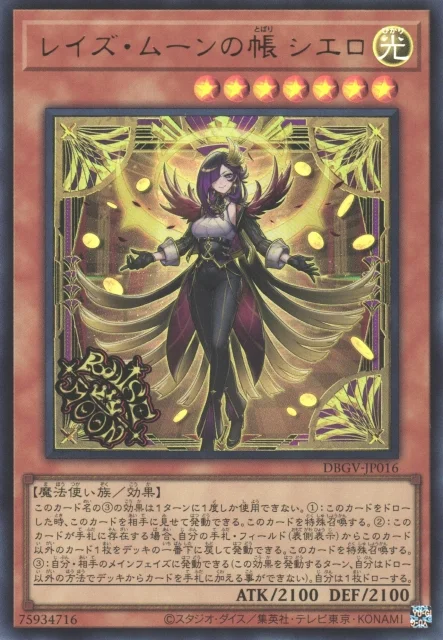 レイズ・ムーンの帳 シエロ
とばり
光
ひかり
RAYS MOON
DBGV-JP016
【魔法使い族／効果】
このカード名の③の効果は1ターンに1度しか使用できない。①：このカードをドロー
した時、このカードを相手に見せて発動できる。このカードを特殊召喚する。②：この
カードが手札に存在する場合、自分の手札・フィールド(表側表示)からこのカード
以外のカード1枚をデッキの一番下に戻して発動できる。このカードを特殊召喚する。
③：自分・相手のメインフェイズに発動できる(この効果を発動するターン、自分はドロー
以外の方法でデッキからカードを手札に加える事ができない)。自分は1枚ドローする。
ATK/2100 DEF/2100
75934716
©スタジオ・ダイス／集英社・テレビ東京・KONAMI